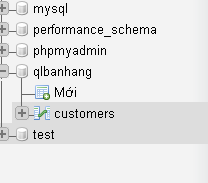 mysql
performance_schema
phpmyadmin
qlbanhang
Mới
customers
test